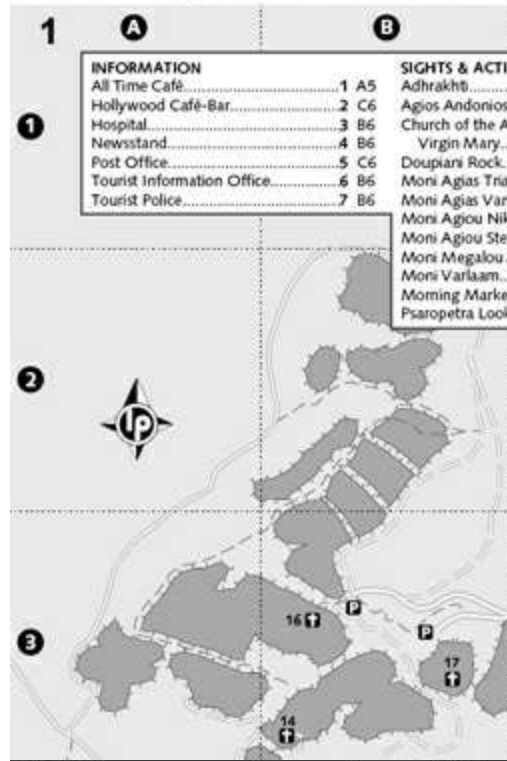 1 A B
INFORMATION
All Time Café 1 A5
Hollywood Café-Bar 2 C6
Hospital 3 B6
Newsstand 4 B6
Post Office 5 C6
Tourist Information Office 6 B6
Tourist Police 7 B6
SIGHTS & ACTI
Adhrakhti
Agios Andonios
Church of the A
Virgin Mary
Doupiani Rock
Moni Agias Tria
Moni Agias Var
Moni Agiou Nik
Moni Agiou Ste
Moni Megalou
Moni Varlaam
Morning Marke
Psaropetra Look
1
2
lp
3
16
P
P
17
14